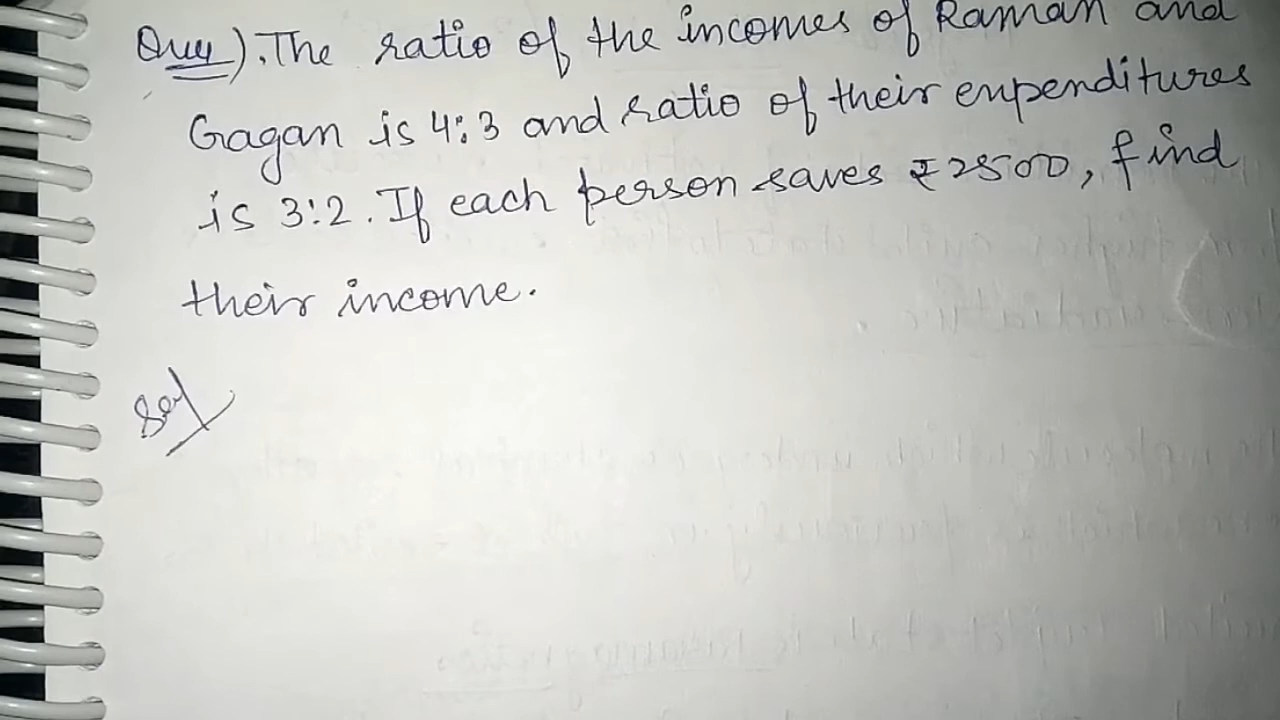 Ques). The ratio of the incomes of Raman and
Gagan is 4:3 and ratio of their expenditures
is 3:2. If each person saves ₹2500, find
their income.
Sol